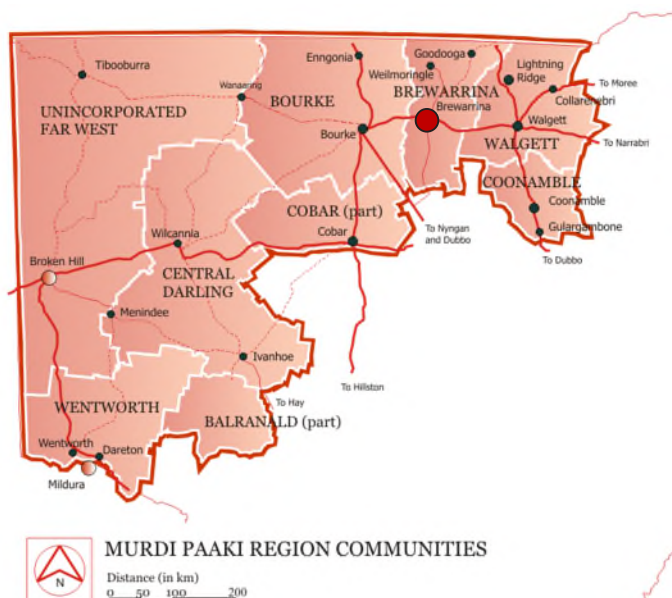 Tibooburra
Enngonia
Goodooga
Weilmoringle
Lightning
Ridge
To Moree
Wanaaring
BOURKE
BREWARRINA
Collarenebri
UNINCORPORATED
FAR WEST
Brewarrina
Bourke
Walgett
WALGETT
To Narrabri
COONAMBLE
Coonamble
COBAR (part)
Gulargambone
To Nyngan
and Dubbo
Wilcannia
Cobar
To Dubbo
Broken Hill
CENTRAL
DARLING
Menindee
Ivanhoe
To Hillston
To Hay
WENTWORTH
BALRANALD (part)
Wentworth
Dareton
Mildura
MURDI PAAKI REGION COMMUNITIES
N
Distance (in km)
0 50 100 200